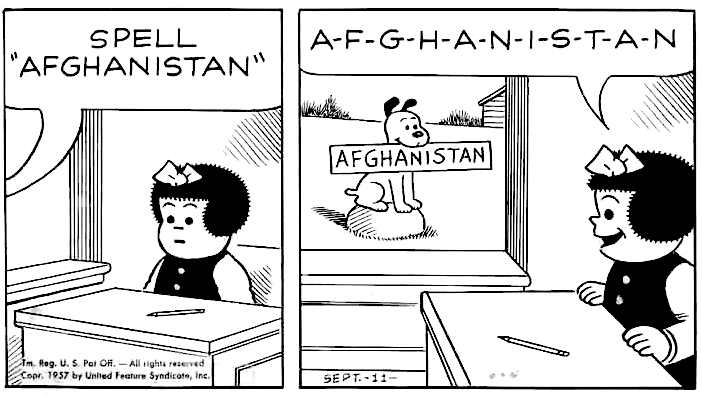 SPELL
"AFGHANISTAN"
Tm. Reg. U. S. Pat Off. — All rights reserved
Copr. 1957 by United Feature Syndicate, Inc.
A-F-G-H-A-N-I-S-T-A-N
AFGHANISTAN
SEPT.-11-